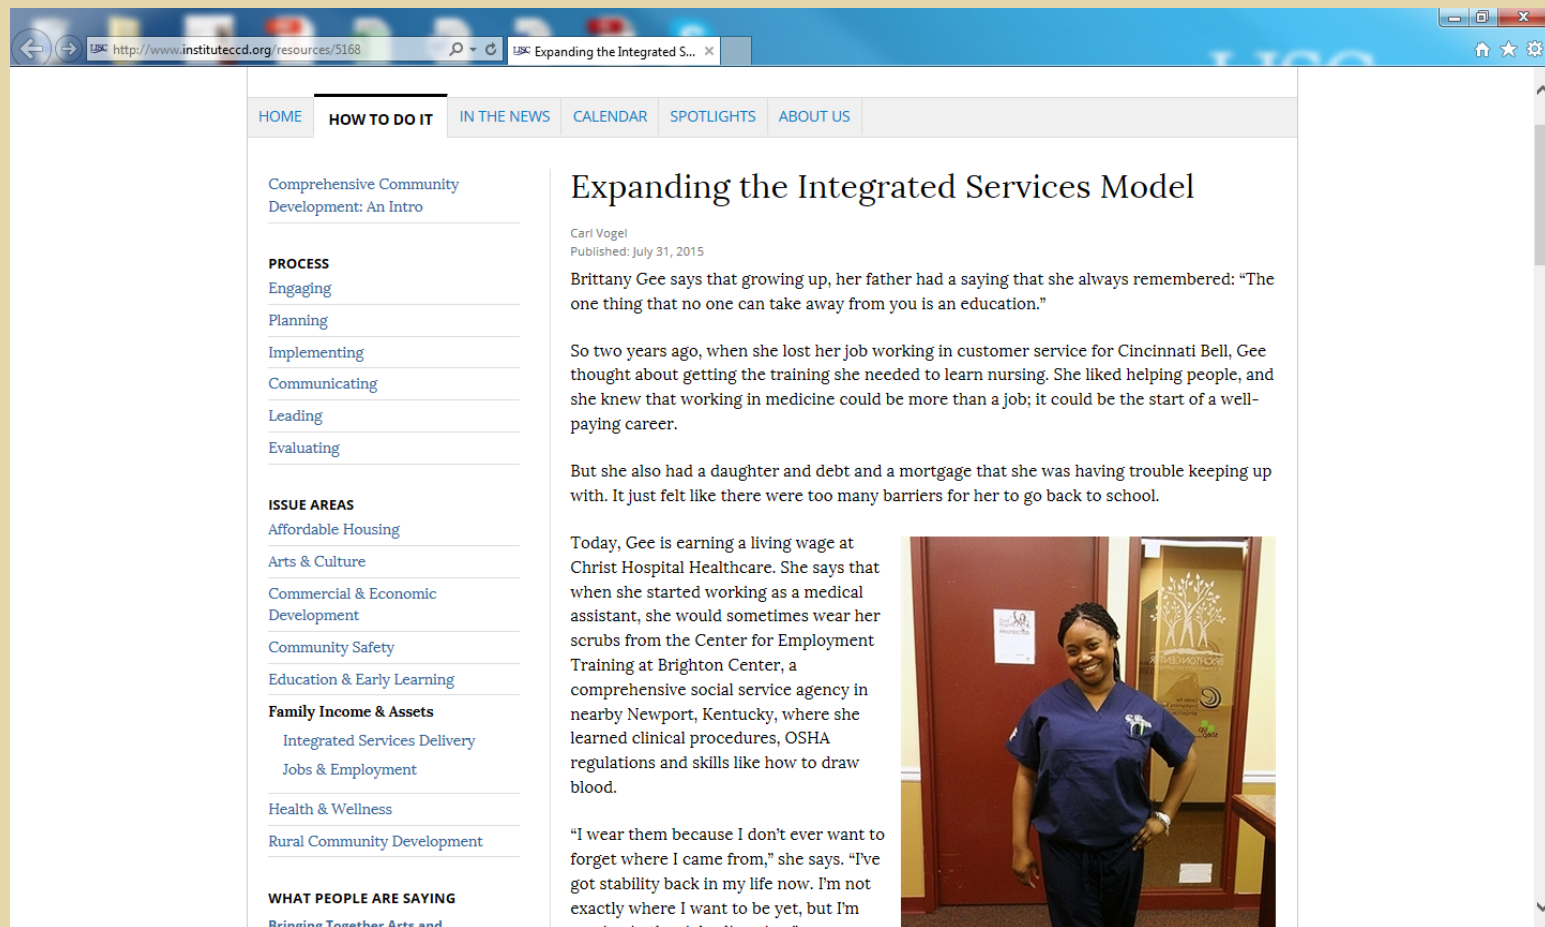 http://www.instituteccd.org/resources/5168
LISC Expanding the Integrated S...
HOME HOW TO DO IT IN THE NEWS CALENDAR SPOTLIGHTS ABOUT US
Comprehensive Community
Development: An Intro
PROCESS
Engaging
Planning
Implementing
Communicating
Leading
Evaluating
ISSUE AREAS
Affordable Housing
Arts & Culture
Commercial & Economic
Development
Community Safety
Education & Early Learning
Family Income & Assets
Integrated Services Delivery
Jobs & Employment
Health & Wellness
Rural Community Development
WHAT PEOPLE ARE SAYING
Bringing Together Arts and
Expanding the Integrated Services Model
Carl Vogel
Published: July 31, 2015
Brittany Gee says that growing up, her father had a saying that she always remembered: “The
one thing that no one can take away from you is an education.”
So two years ago, when she lost her job working in customer service for Cincinnati Bell, Gee
thought about getting the training she needed to learn nursing. She liked helping people, and
she knew that working in medicine could be more than a job; it could be the start of a well-
paying career.
But she also had a daughter and debt and a mortgage that she was having trouble keeping up
with. It just felt like there were too many barriers for her to go back to school.
Today, Gee is earning a living wage at
Christ Hospital Healthcare. She says that
when she started working as a medical
assistant, she would sometimes wear her
scrubs from the Center for Employment
Training at Brighton Center, a
comprehensive social service agency in
nearby Newport, Kentucky, where she
learned clinical procedures, OSHA
regulations and skills like how to draw
blood.
“I wear them because I don’t ever want to
forget where I came from,” she says. “I’ve
got stability back in my life now. I’m not
exactly where I want to be yet, but I’m
BRIGHTON CENTER